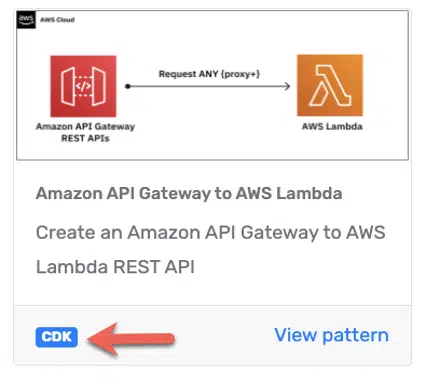 aws
AWS Cloud
Request ANY {proxy+}
Amazon API Gateway
REST APIs
AWS Lambda
Amazon API Gateway to AWS Lambda
Create an Amazon API Gateway to AWS
Lambda REST API
CDK
View pattern